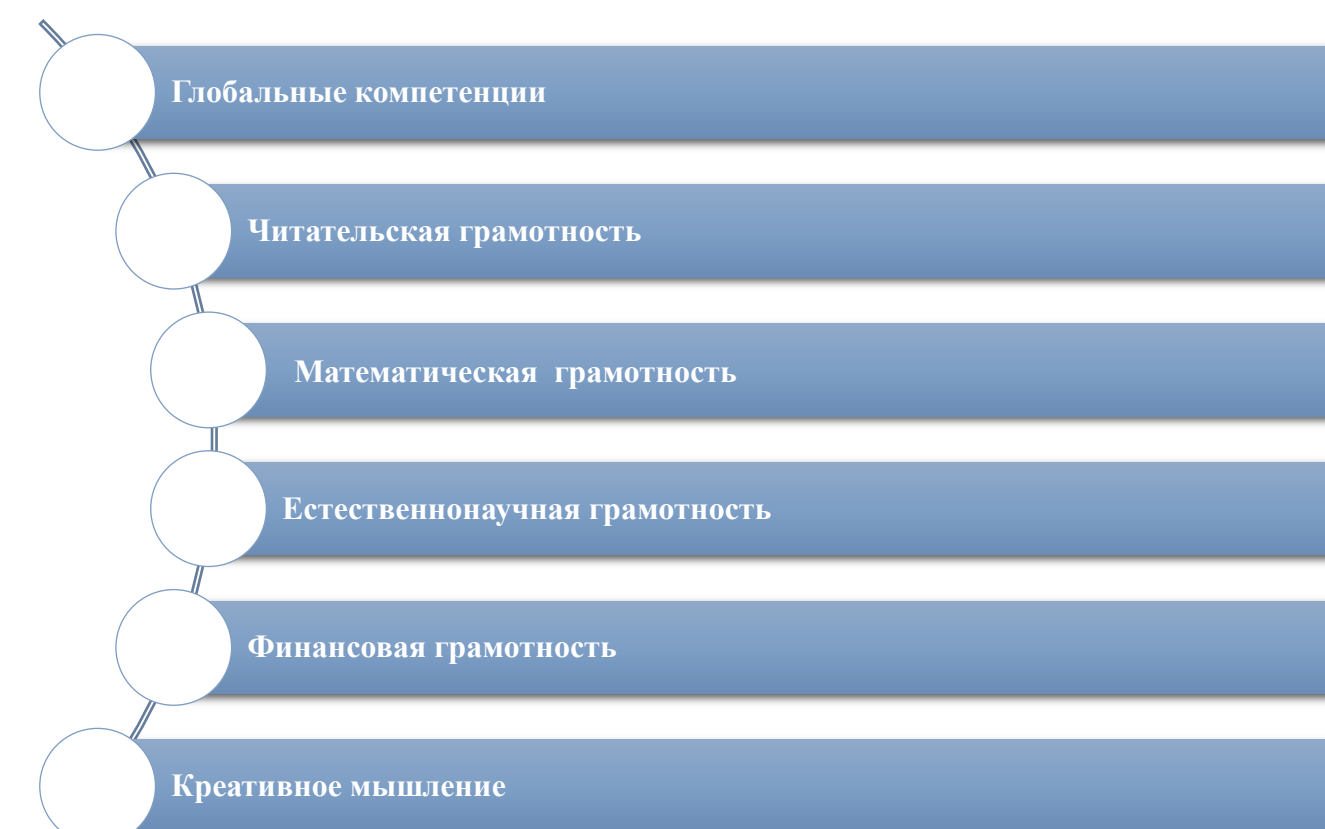 Глобальные компетенции
Читательская грамотность
Математическая грамотность
Естественнонаучная грамотность
Финансовая грамотность
Креативное мышление